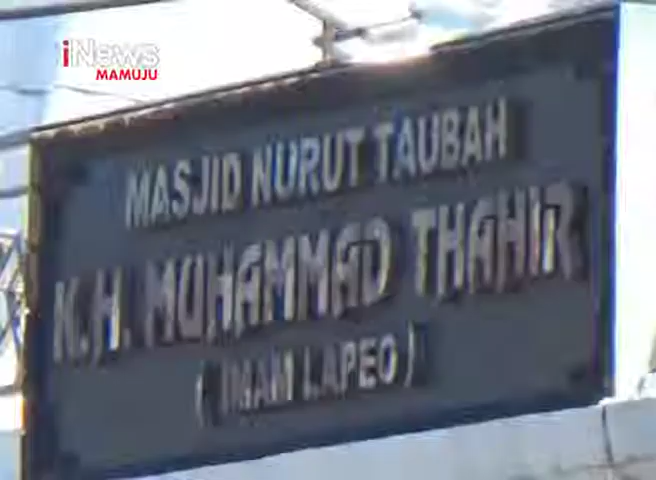 iNews
MAMUJU
MASJID NURUT TAUBAH
K.H. MUHAMMAD THAHIR
( IMAM LAPEO )